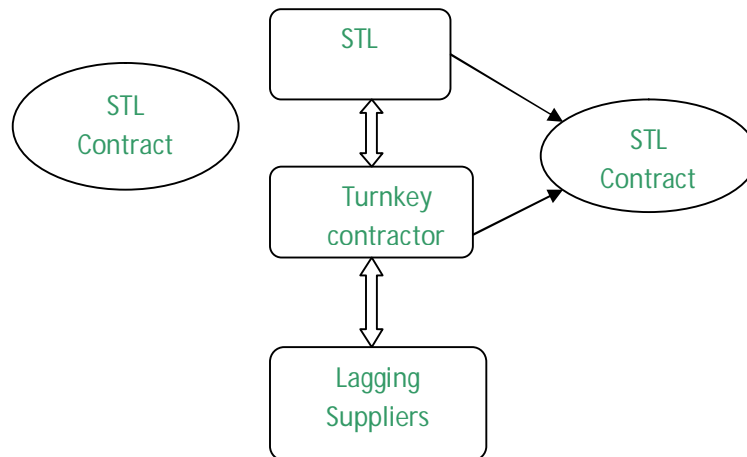 STL
STL
Contract
STL
Contract
Turnkey
contractor
Lagging
Suppliers